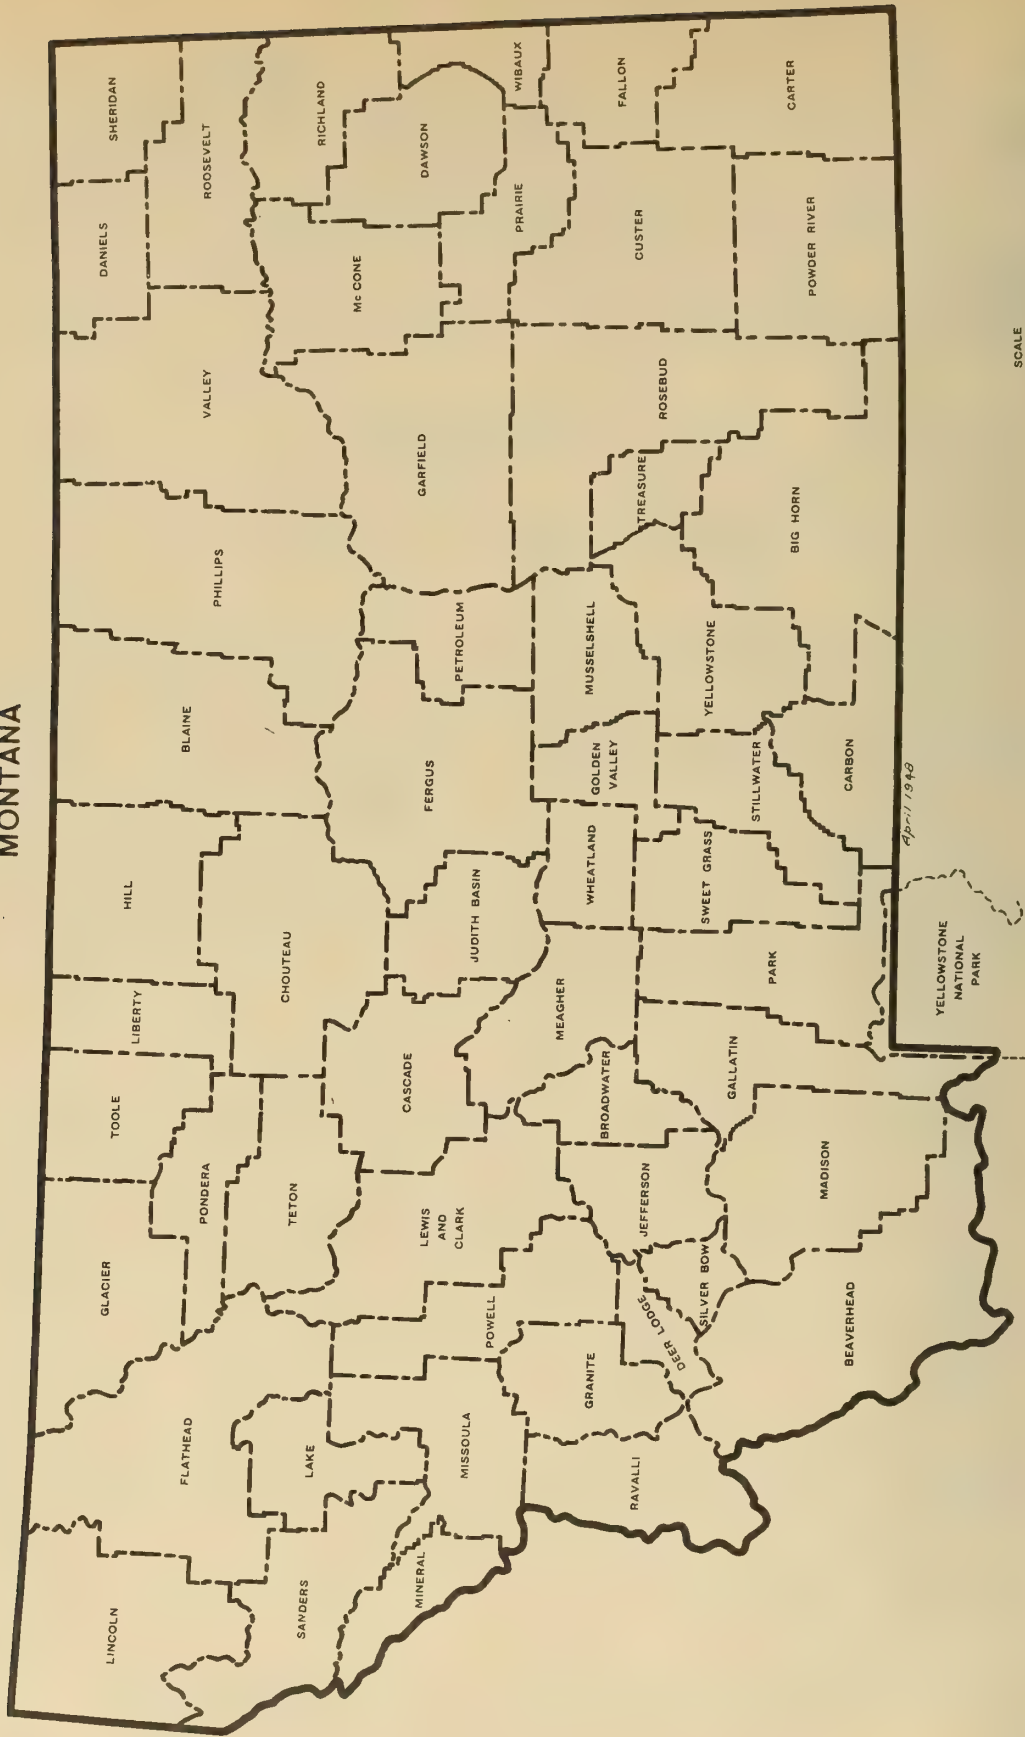 MONTANA
LINCOLN
FLATHEAD
GLACIER
TOOLE
LIBERTY
HILL
BLAINE
PHILLIPS
VALLEY
DANIELS
SHERIDAN
ROOSEVELT
SANDERS
LAKE
PONDERA
TETON
CHOUTEAU
RICHLAND
McCONE
DAWSON
GARFIELD
MINERAL
MISSOULA
POWELL
LEWIS
AND
CLARK
CASCADE
JUDITH BASIN
FERGUS
PETROLEUM
PRAIRIE
WIBAUX
RAVALLI
GRANITE
DEER LODGE
JEFFERSON
BROADWATER
MEAGHER
WHEATLAND
GOLDEN
VALLEY
MUSSELSHELL
TREASURE
ROSEBUD
CUSTER
FALLON
SILVER BOW
GALLATIN
PARK
SWEET GRASS
STILLWATER
YELLOWSTONE
BIG HORN
BEAVERHEAD
MADISON
CARBON
POWDER RIVER
CARTER
April 1948
YELLOWSTONE
NATIONAL
PARK
SCALE